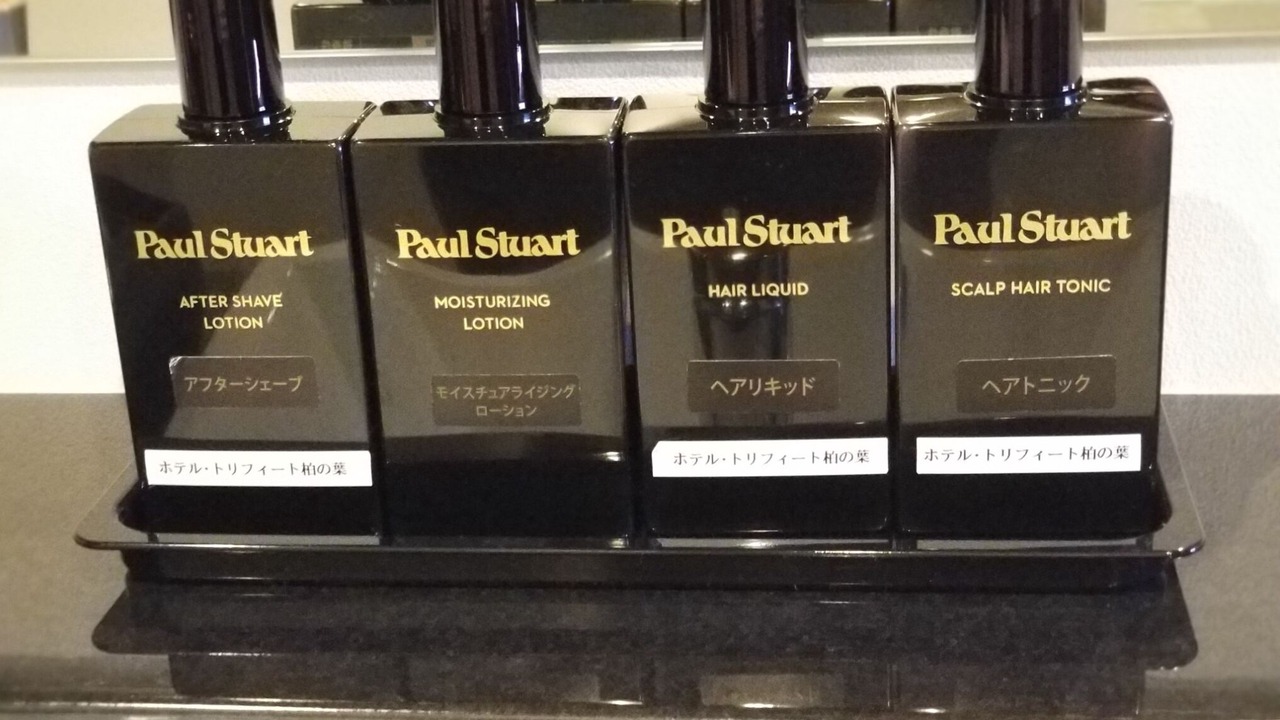 Paul Stuart
AFTER SHAVE
LOTION
アフターシェーブ
ホテル・トリフィート柏の葉
Paul Stuart
MOISTURIZING
LOTION
モイスチュアライジング
ローション
Paul Stuart
HAIR LIQUID
ヘアリキッド
ホテル・トリフィート柏の葉
Paul Stuart
SCALP HAIR TONIC
ヘアトニック
ホテル・トリフィート柏の葉